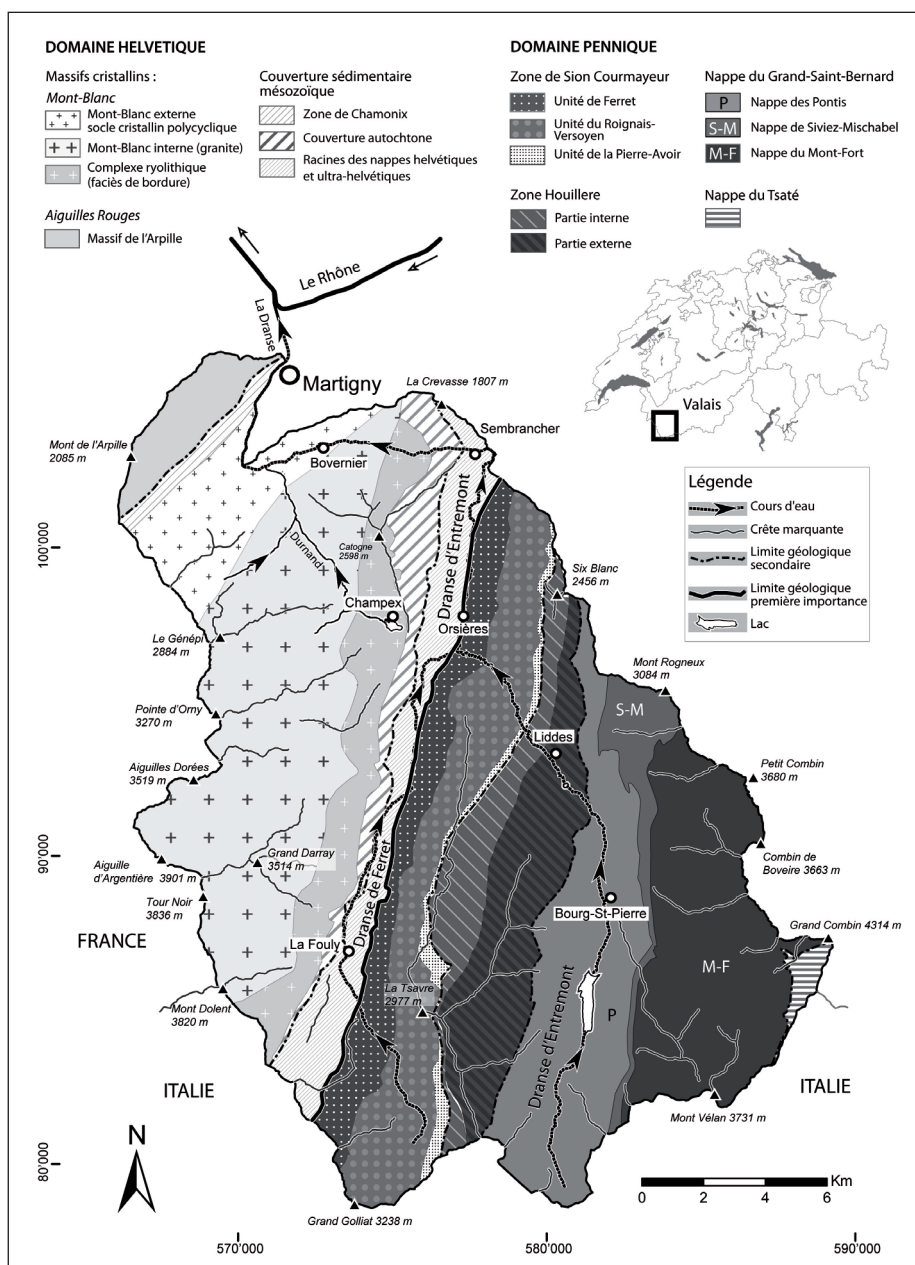 DOMAINE HELVETIQUE
Massifs cristallins :
Mont-Blanc
Mont-Blanc externe
socle cristallin polycyclique
Mont-Blanc interne (granite)
Complexe ryolithique
(faciès de bordure)
Aiguilles Rouges
Massif de l'Arpille
Couverture sédimentaire
mésozoïque
Zone de Chamonix
Couverture autochtone
Racines des nappes helvétiques
et ultra-helvétiques
DOMAINE PENNIQUE
Zone de Sion Courmayeur
Unité de Ferret
Unité du Roignais-
Versoyen
Unité de la Pierre-Avoir
Zone Houillere
Partie interne
Partie externe
Nappe du Grand-Saint-Bernard
P
Nappe des Pontis
S-M
Nappe de Siviez-Mischabel
M-F
Nappe du Mont-Fort
Nappe du Tsaté
Le Rhône
La Dranse
Martigny
Valais
La Crevasse 1807 m
Sembrancher
Mont de l'Arpille
2085 m
Bovernier
Légende
Cours d'eau
Crête marquante
Limite géologique
secondaire
Limite géologique
première importance
Lac
100'000
Durnand
Catogne
2598 m
Dranse d'Entremont
Six Blanc
2456 m
Champex
Orsières
Le Génépi
2884 m
Mont Rogneux
3084 m
S-M
Pointe d'Orny
3270 m
Liddes
Aiguilles Dorées
3519 m
Petit Combin
3680 m
90'000
Grand Darray
3514 m
Aiguille
d'Argentière 3901 m
Combin de
Boveire 3663 m
Tour Noir
3836 m
Dranse de Ferret
Bourg-St-Pierre
Grand Combin 4314 m
FRANCE
La Fouly
M-F
La Tsavre
2977 m
Mont Dolent
3820 m
P
Dranse d'Entremont
ITALIE
ITALIE
Mont Vélan 3731 m
N
80'000
Km
0 2 4 6
Grand Golliat 3238 m
570'000 580'000 590'000